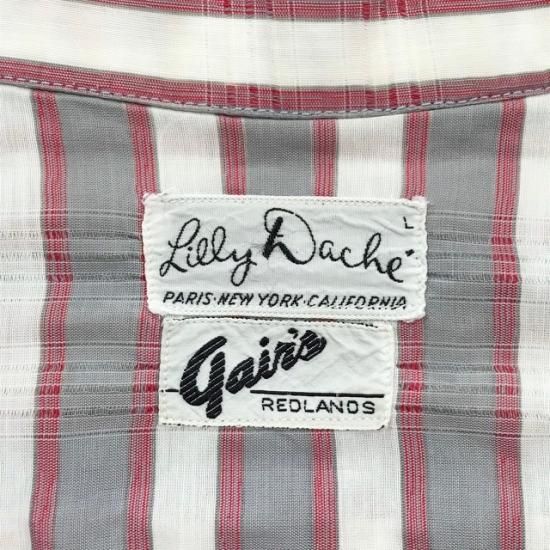 Lilly Daché
L
PARIS·NEW YORK·CALIFORNIA
Gair's
REDLANDS